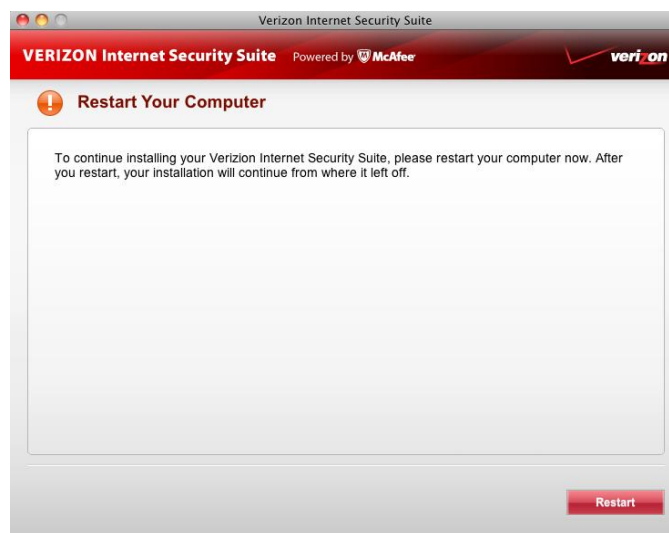 Verizon Internet Security Suite
VERIZON Internet Security Suite Powered by McAfee verizon
Restart Your Computer
To continue installing your Verizion Internet Security Suite, please restart your computer now. After
you restart, your installation will continue from where it left off.
Restart